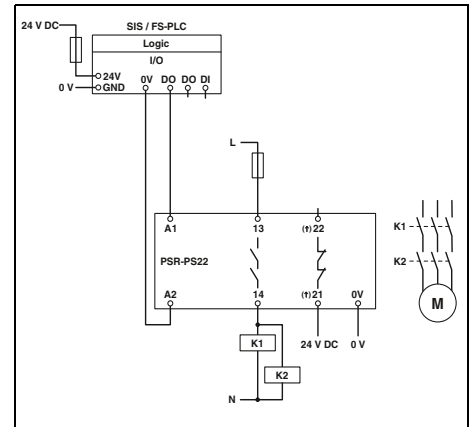 24 V DC
SIS / FS-PLC
Logic
I/O
24V
0V DO DO DI
0 V
GND
L
A1 13 (†) 22
K1
PSR-PS22
K2
A2 14 (†) 21 0V
M
K1
24 V DC 0 V
K2
N